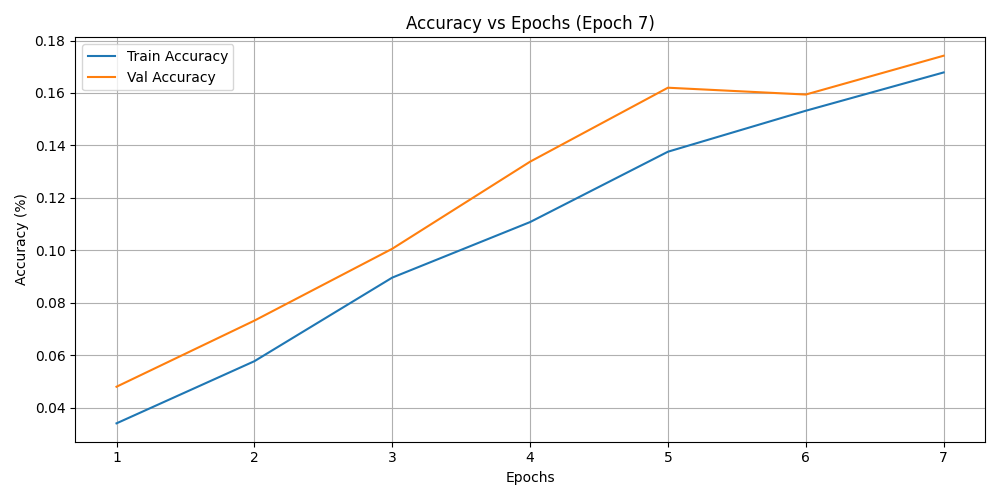 Accuracy vs Epochs (Epoch 7)
Train Accuracy
Val Accuracy
Accuracy (%)
0.18
0.16
0.14
0.12
0.10
0.08
0.06
0.04
1 2 3 4 5 6 7
Epochs